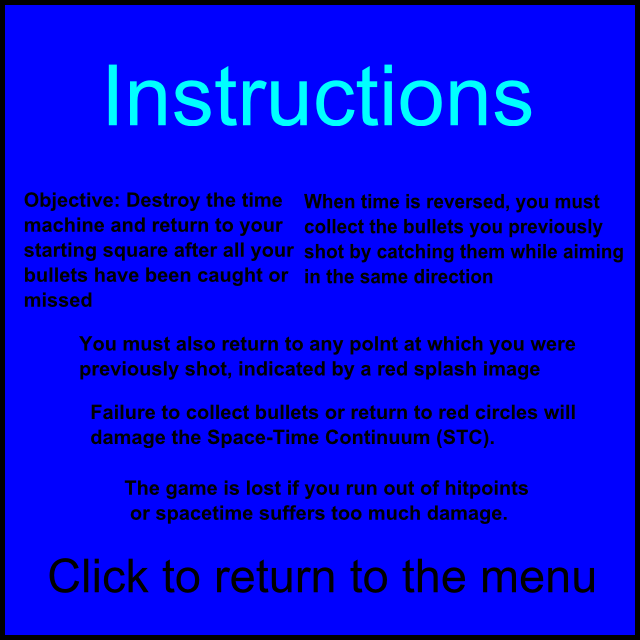 Instructions
Objective: Destroy the time
machine and return to your
starting square after all your
bullets have been caught or
missed
When time is reversed, you must
collect the bullets you previously
shot by catching them while aiming
in the same direction
You must also return to any point at which you were
previously shot, indicated by a red splash image
Failure to collect bullets or return to red circles will
damage the Space-Time Continuum (STC).
The game is lost if you run out of hitpoints
or spacetime suffers too much damage.
Click to return to the menu